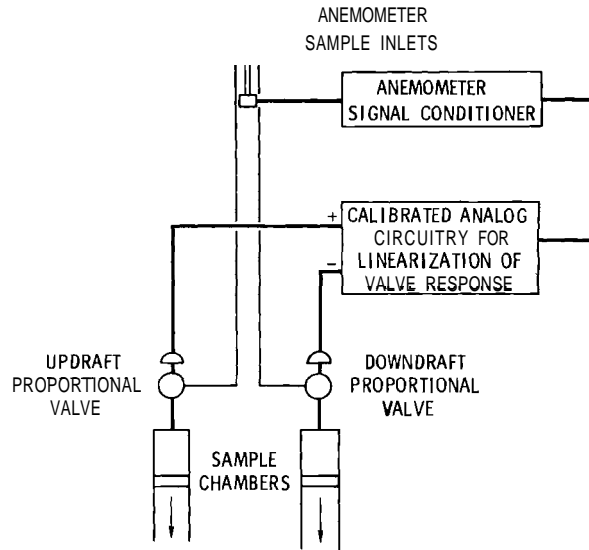 ANEMOMETER
SAMPLE INLETS
ANEMOMETER
SIGNAL CONDITIONER
+ CALIBRATED ANALOG
CIRCUITRY FOR
− LINEARIZATION OF
VALVE RESPONSE
UPDRAFT
PROPORTIONAL
VALVE
DOWNDRAFT
PROPORTIONAL
VALVE
SAMPLE
CHAMBERS